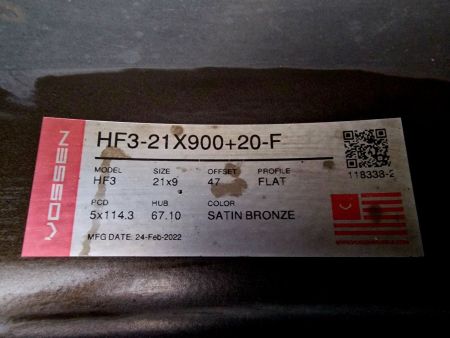 VOSSEN
HF3-21X900+20-F
MODEL SIZE OFFSET PROFILE
HF3 21x9 47 FLAT
118338-2
PCD HUB COLOR
5x114.3 67.10 SATIN BRONZE
MFG DATE: 24-Feb-2022